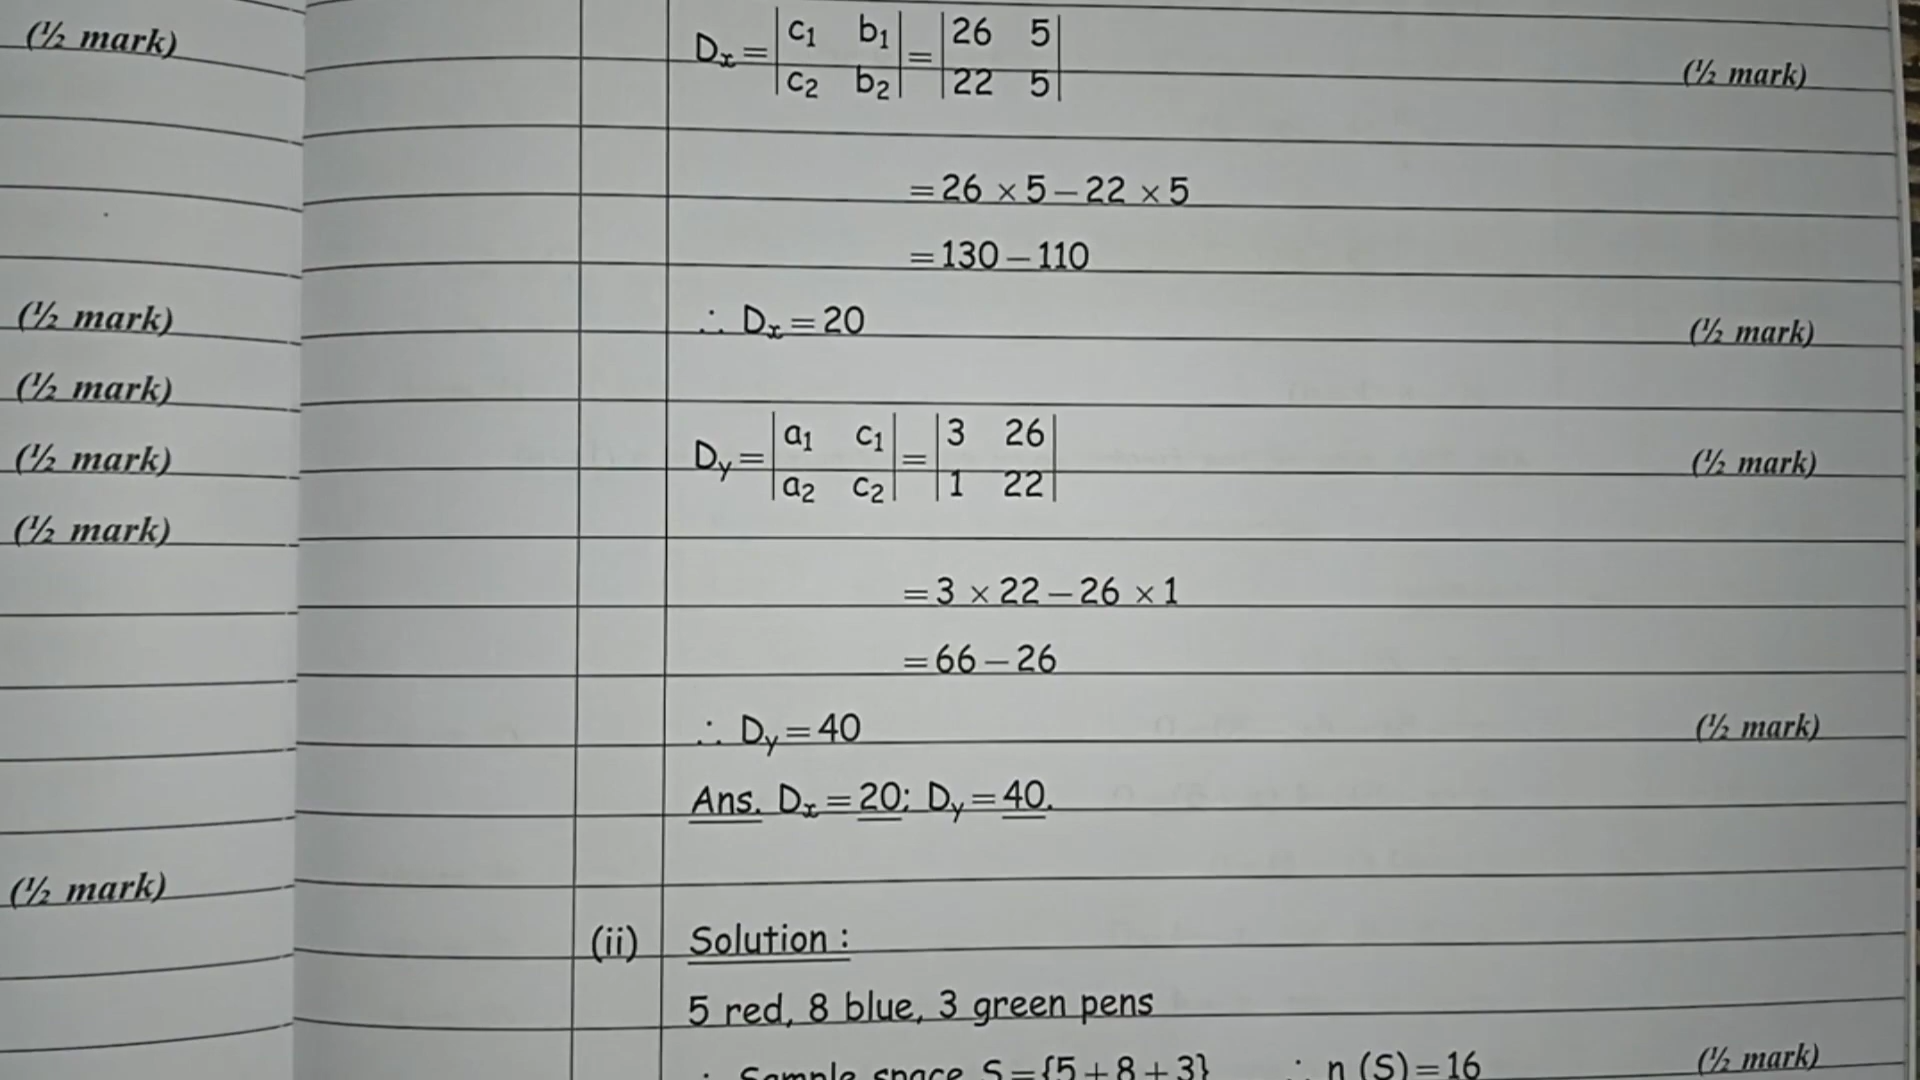 (½ mark)
(½ mark)
(½ mark)
(½ mark)
(½ mark)
(½ mark)
Dx = |c1 b1| = |26 5| (½ mark)
|c2 b2| |22 5|
= 26 × 5 – 22 × 5
= 130 – 110
∴ Dx = 20 (½ mark)
Dy = |a1 c1| = |3 26| (½ mark)
|a2 c2| |1 22|
= 3 × 22 – 26 × 1
= 66 – 26
∴ Dy = 40 (½ mark)
Ans. Dx = 20; Dy = 40.
(ii) Solution :
5 red, 8 blue, 3 green pens
∴ Sample space S = {5 + 8 + 3} ∴ n (S) = 16 (½ mark)